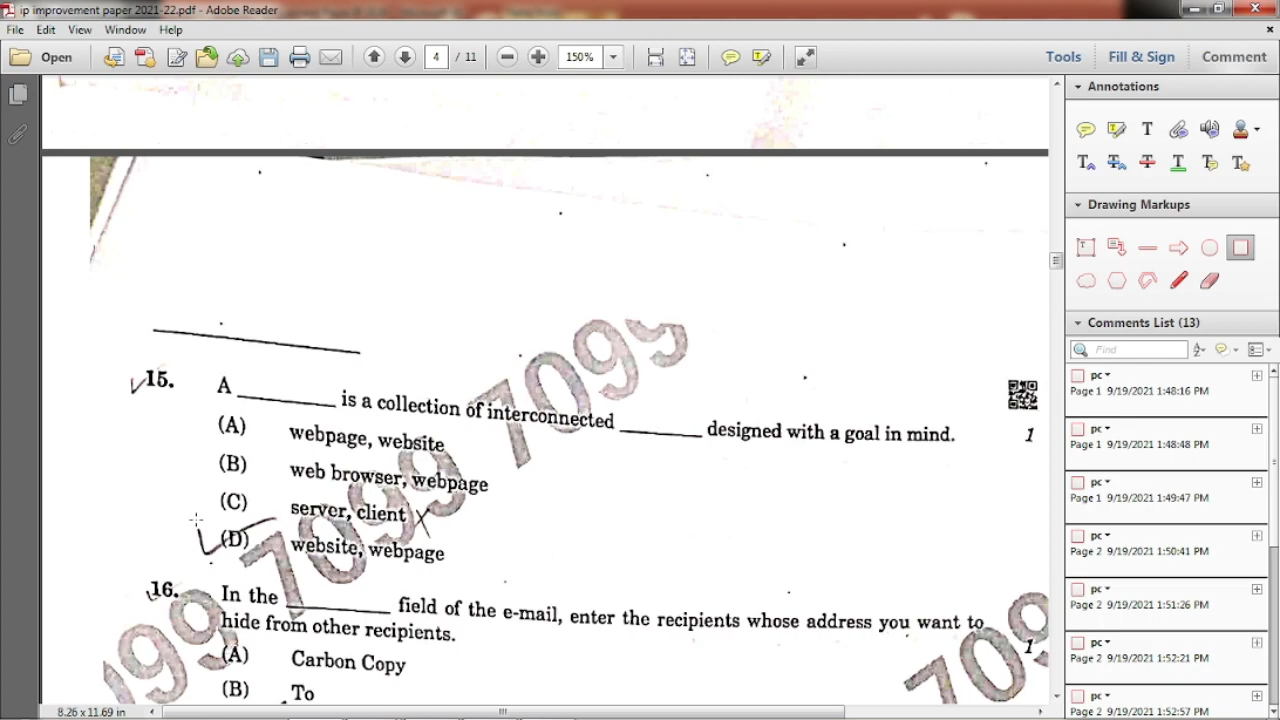 ip improvement paper 2021-22.pdf - Adobe Reader
File Edit View Window Help
Open 4 / 11 150% Tools Fill & Sign Comment
Annotations
Drawing Markups
Comments List (13)
Find
pc
Page 1 9/19/2021 1:48:16 PM
pc
Page 1 9/19/2021 1:48:48 PM
pc
Page 1 9/19/2021 1:49:47 PM
pc
Page 2 9/19/2021 1:50:41 PM
pc
Page 2 9/19/2021 1:51:26 PM
pc
Page 2 9/19/2021 1:52:21 PM
pc
Page 2 9/19/2021 1:52:57 PM
15. A ________ is a collection of interconnected ________ designed with a goal in mind. 1
(A) webpage, website
(B) web browser, webpage
(C) server, client
(D) website, webpage
16. In the ________ field of the e-mail, enter the recipients whose address you want to
hide from other recipients. 1
(A) Carbon Copy
(B) To
7099 7099
8.26 x 11.69 in